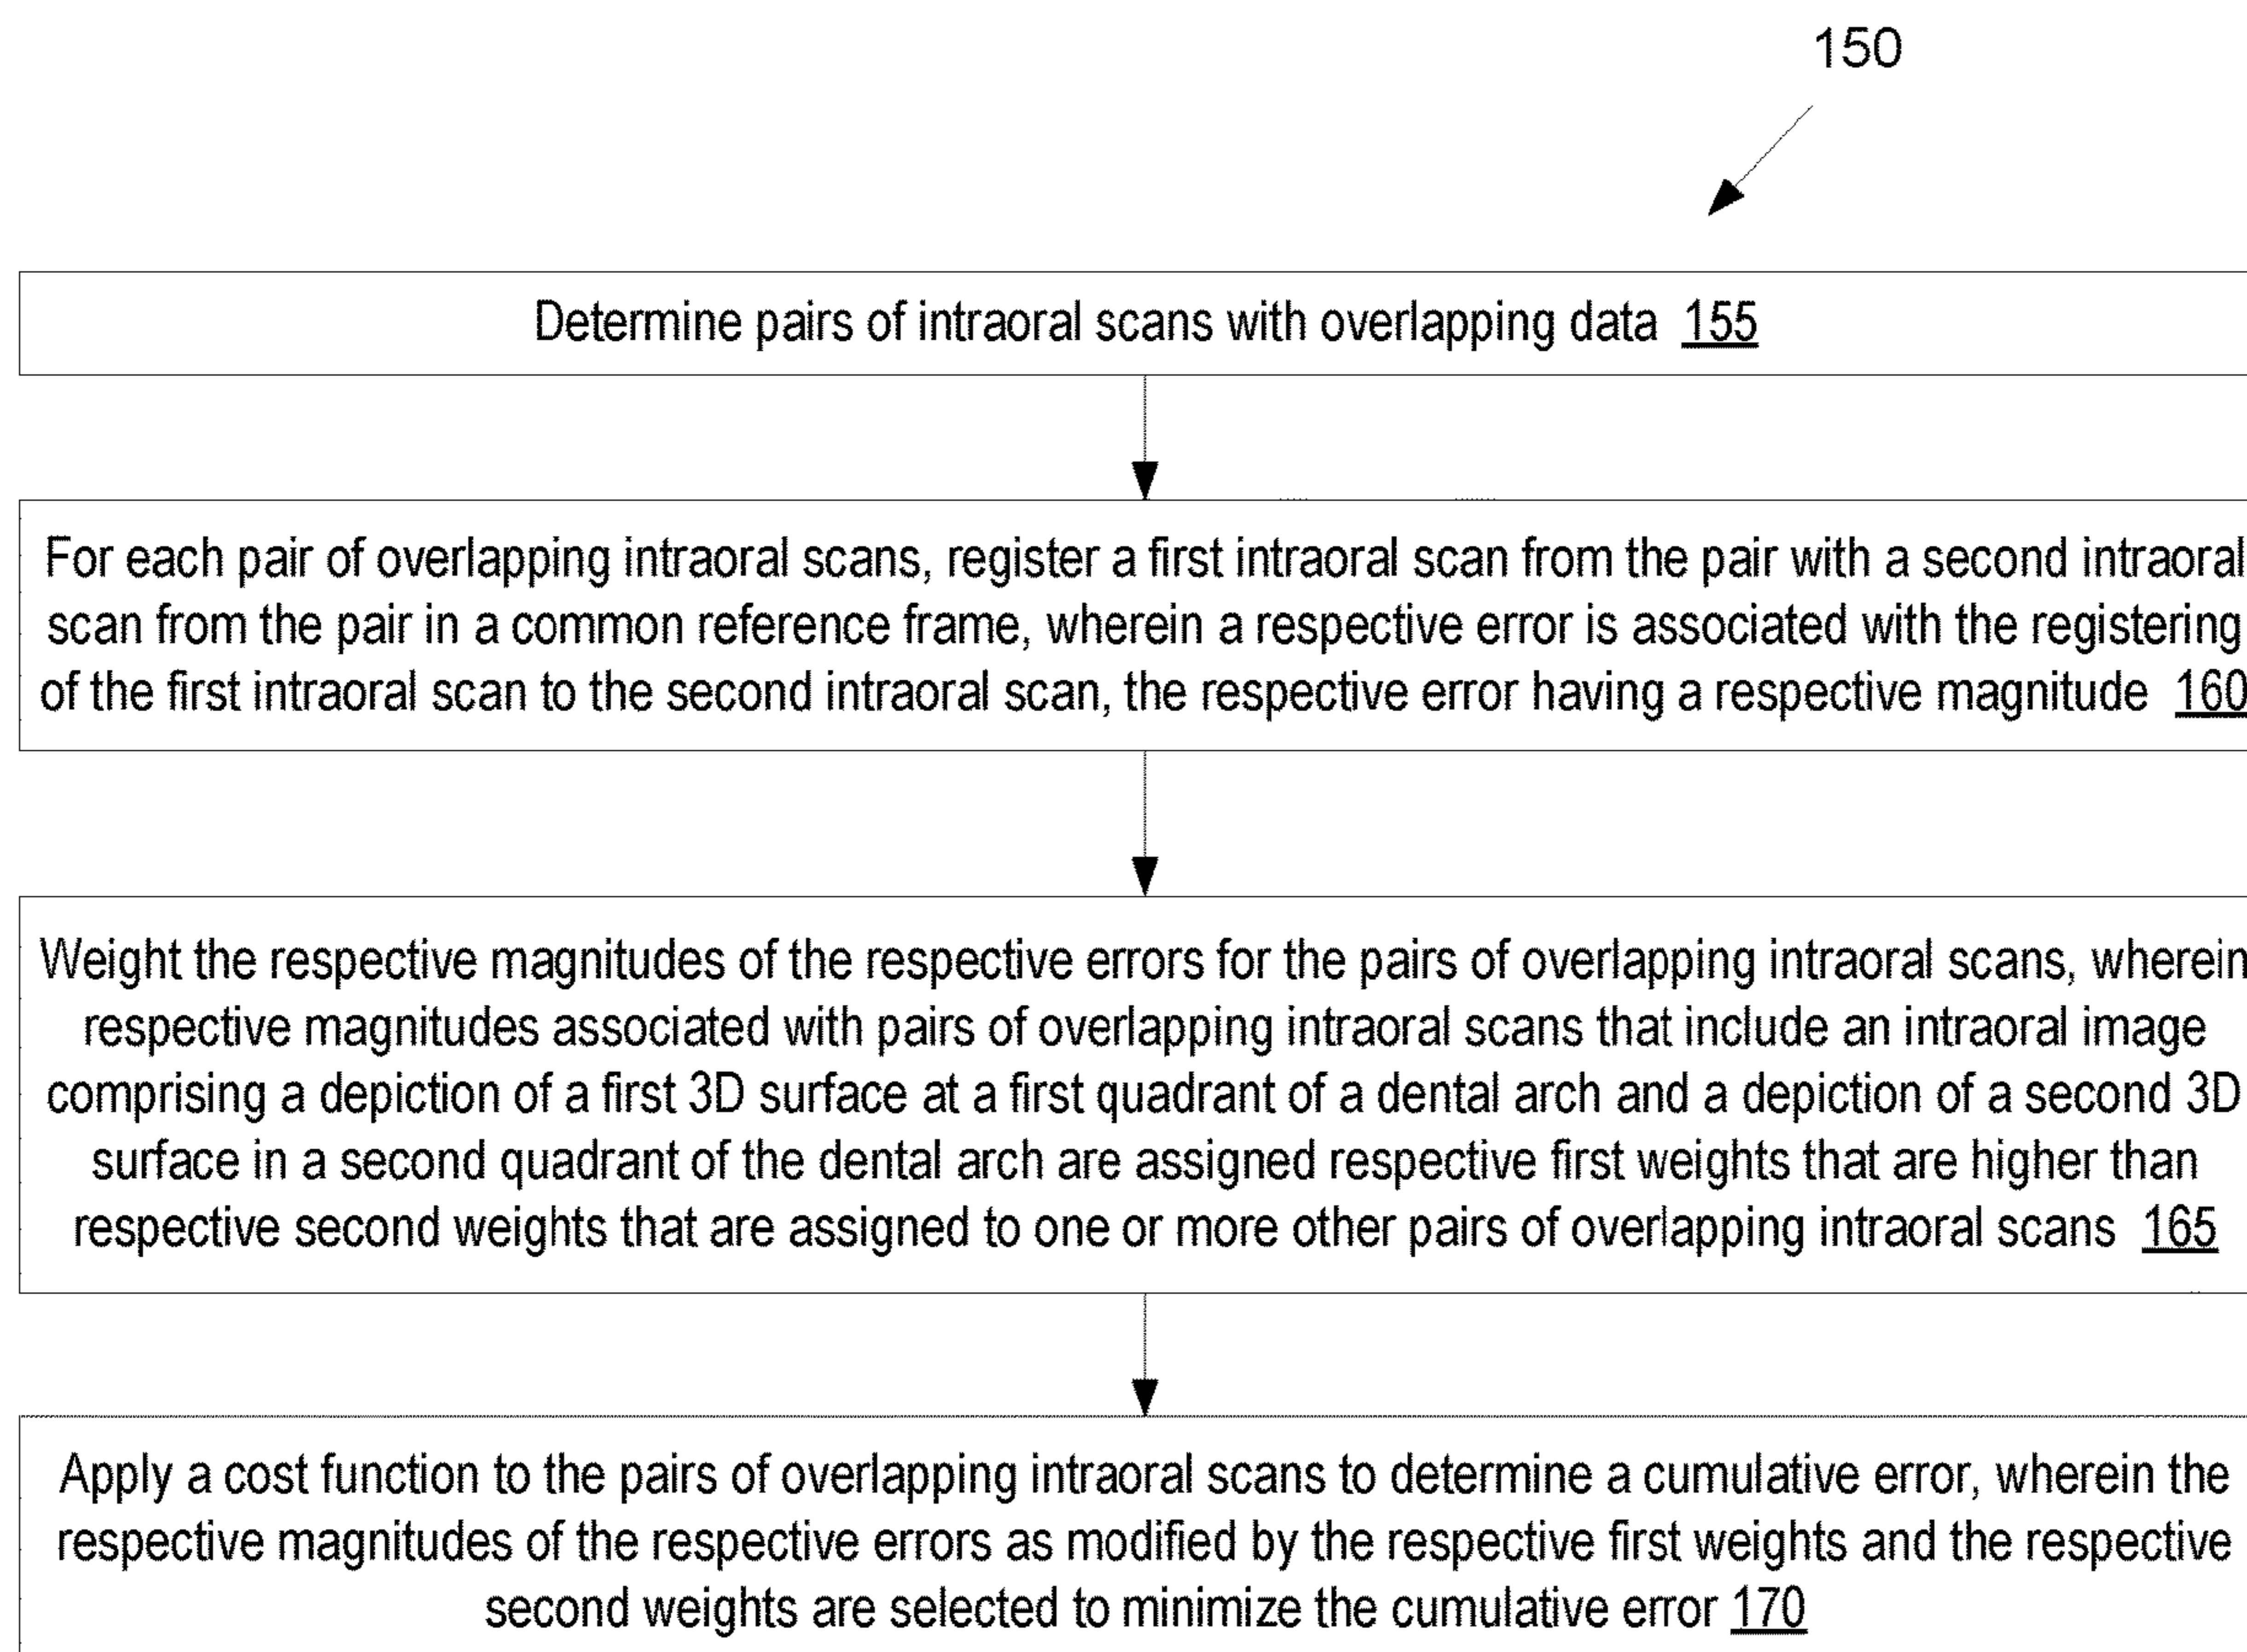 150
Determine pairs of intraoral scans with overlapping data 155
For each pair of overlapping intraoral scans, register a first intraoral scan from the pair with a second intraoral
scan from the pair in a common reference frame, wherein a respective error is associated with the registering
of the first intraoral scan to the second intraoral scan, the respective error having a respective magnitude 160
Weight the respective magnitudes of the respective errors for the pairs of overlapping intraoral scans, wherein
respective magnitudes associated with pairs of overlapping intraoral scans that include an intraoral image
comprising a depiction of a first 3D surface at a first quadrant of a dental arch and a depiction of a second 3D
surface in a second quadrant of the dental arch are assigned respective first weights that are higher than
respective second weights that are assigned to one or more other pairs of overlapping intraoral scans 165
Apply a cost function to the pairs of overlapping intraoral scans to determine a cumulative error, wherein the
respective magnitudes of the respective errors as modified by the respective first weights and the respective
second weights are selected to minimize the cumulative error 170